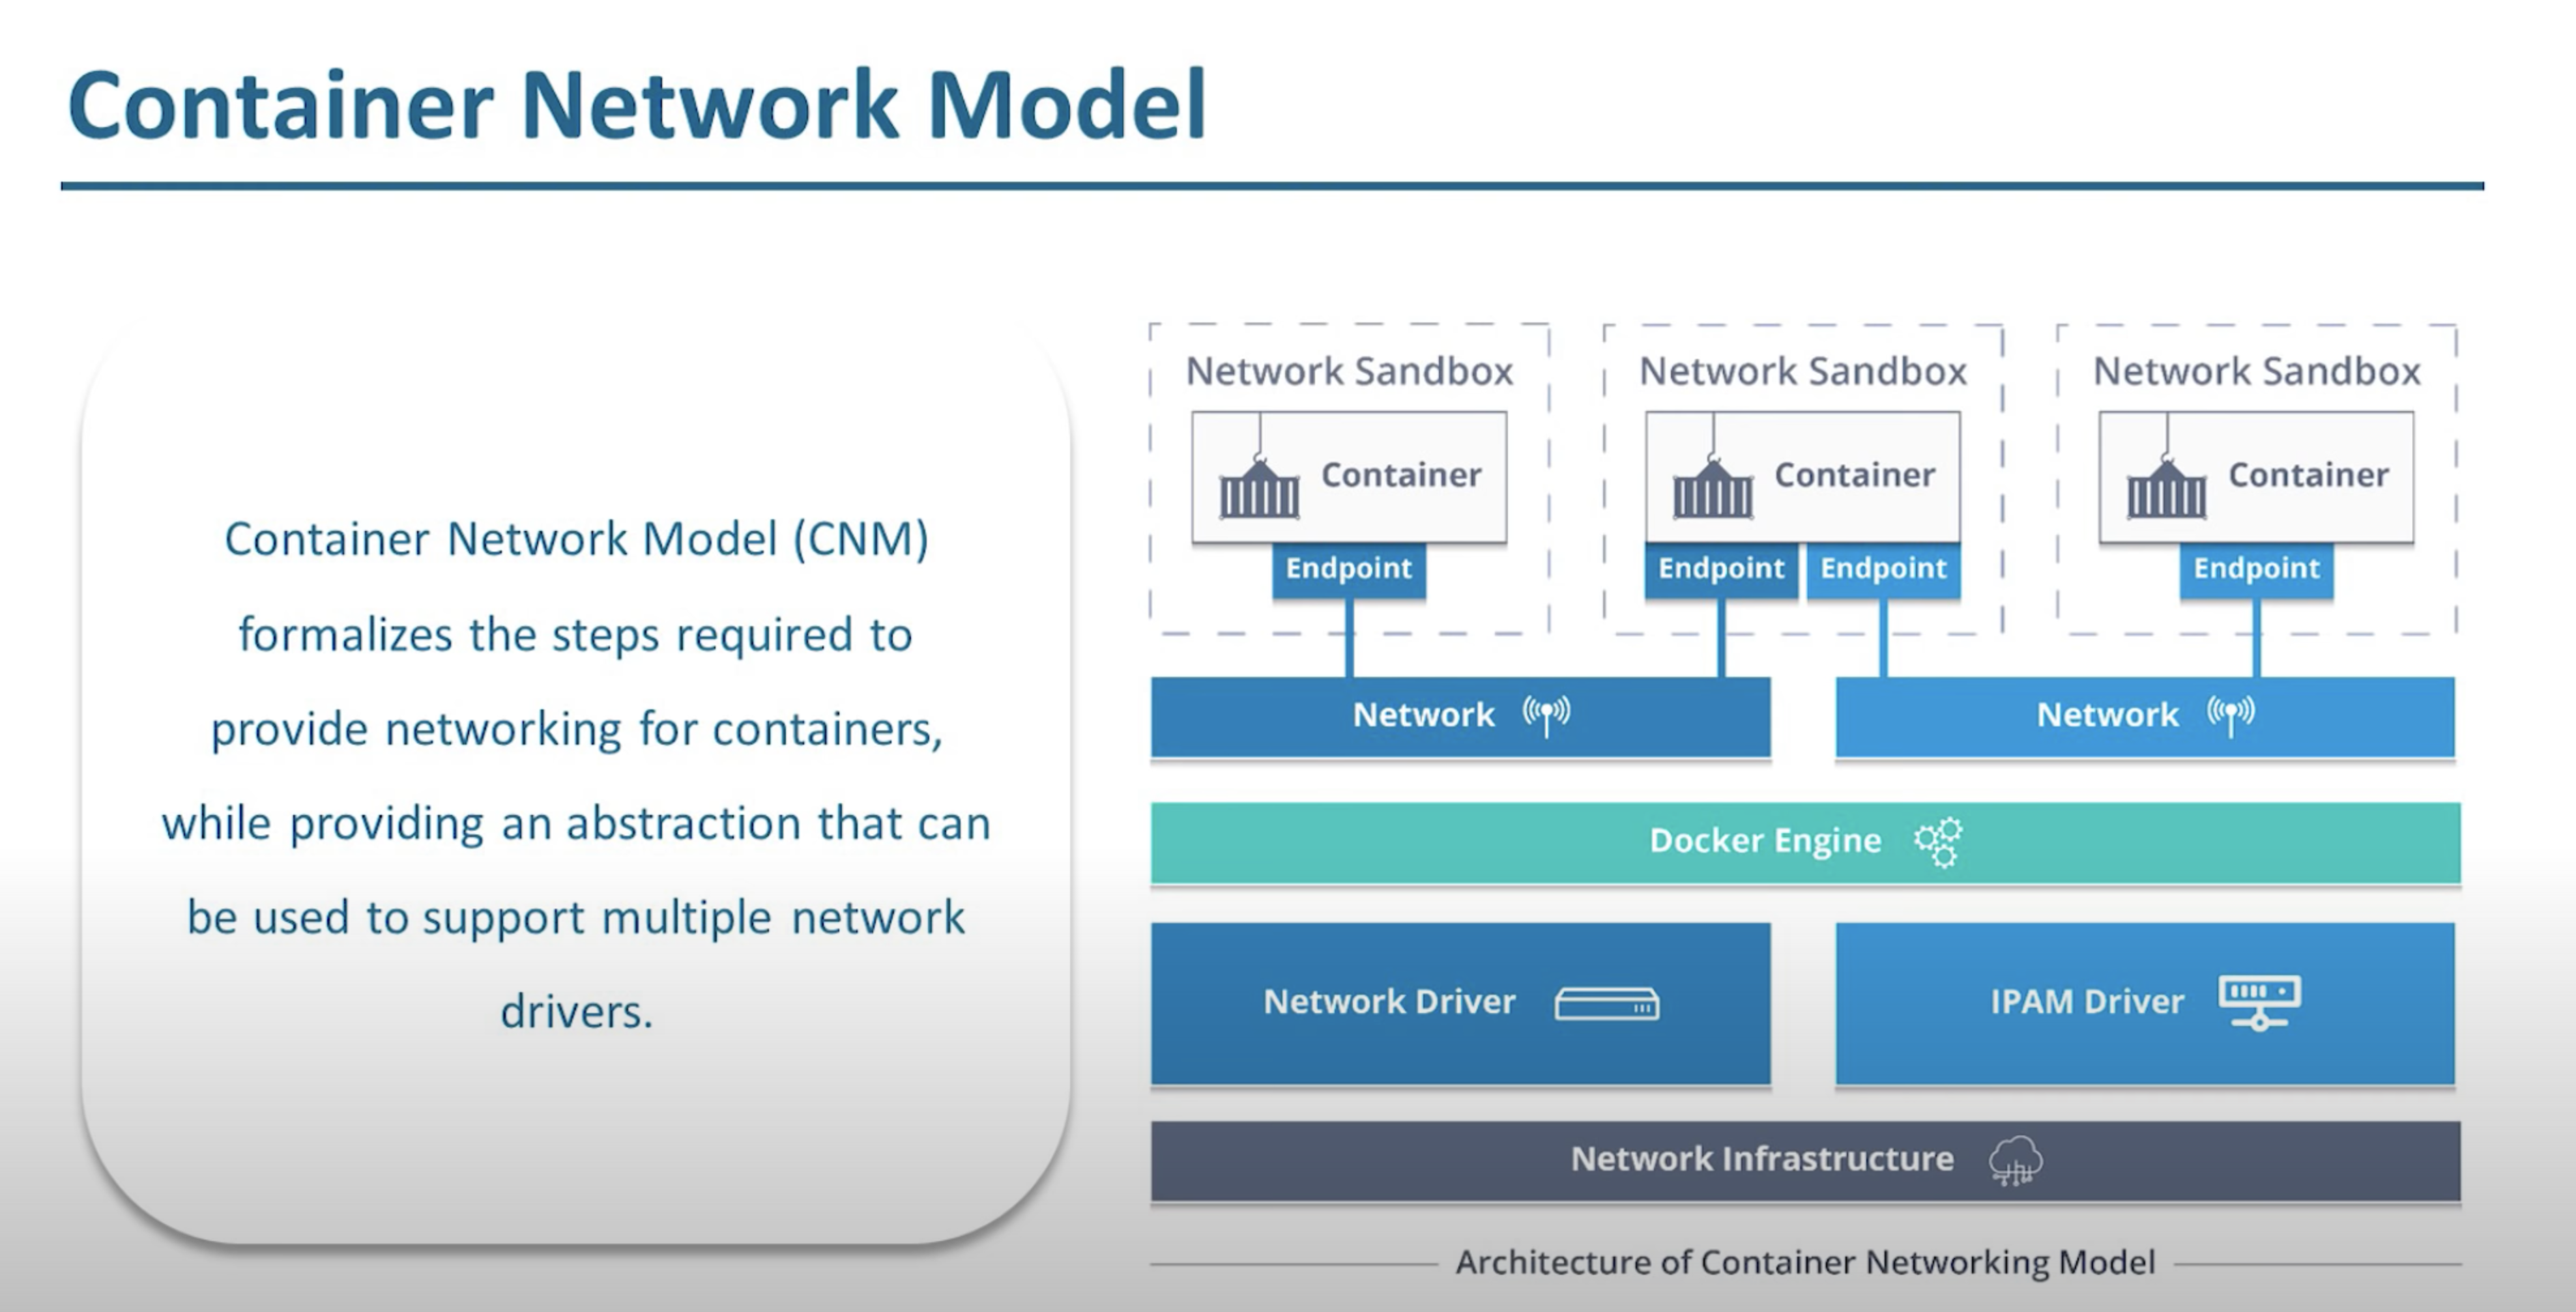 Container Network Model
Container Network Model (CNM)
formalizes the steps required to
provide networking for containers,
while providing an abstraction that can
be used to support multiple network
drivers.
Network Sandbox
Container
Endpoint
Network Sandbox
Container
Endpoint
Endpoint
Network Sandbox
Container
Endpoint
Network
Network
Docker Engine
Network Driver
IPAM Driver
Network Infrastructure
Architecture of Container Networking Model